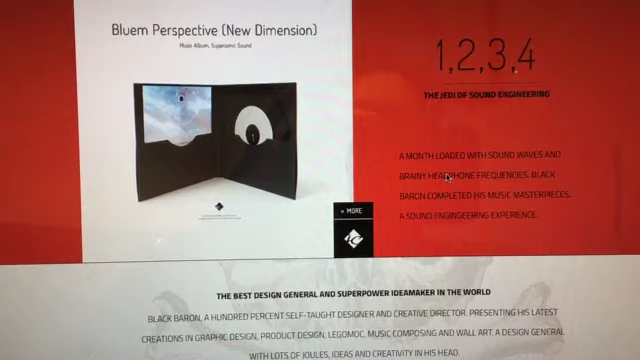 Bluem Perspective (New Dimension)
Music Album, Supersonic Sound
1,2,3,4
THE JEDI OF SOUND ENGINEERING
A MONTH LOADED WITH SOUND WAVES AND
BRAINY HEADPHONE FREQUENCIES. BLACK
BARON COMPLETED HIS MUSIC MASTERPIECES.
A SOUND ENGINGEERING EXPERIENCE.
+ MORE
THE BEST DESIGN GENERAL AND SUPERPOWER IDEAMAKER IN THE WORLD
BLACK BARON, A HUNDRED PERCENT SELF-TAUGHT DESIGNER AND CREATIVE DIRECTOR. PRESENTING HIS LATEST
CREATIONS IN GRAPHIC DESIGN, PRODUCT DESIGN, LEGOMOC, MUSIC COMPOSING AND WALL ART. A DESIGN GENERAL
WITH LOTS OF JOULES, IDEAS AND CREATIVITY IN HIS HEAD.